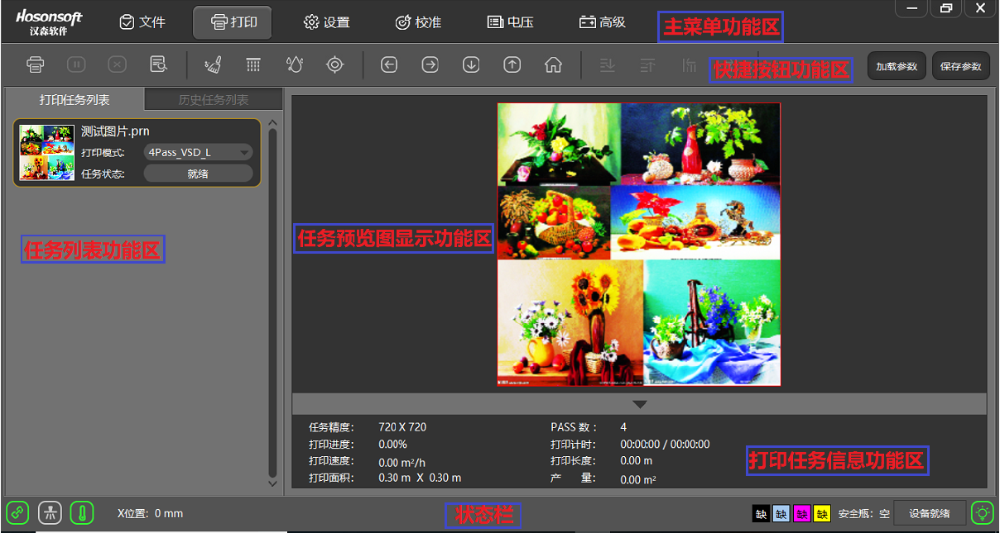 Hosonsoft
汉森软件
文件
打印
设置
校准
电压
高级
主菜单功能区
快捷按钮功能区
加载参数
保存参数
打印任务列表
历史任务列表
测试图片.prn
打印模式:
4Pass_VSD_L
任务状态:
就绪
任务列表功能区
任务预览图显示功能区
任务精度:
720 X 720
PASS 数：
4
打印进度:
0.00%
打印计时:
00:00:00 / 00:00:00
打印速度:
0.00 m²/h
打印长度:
0.00 m
打印面积:
0.30 m X 0.30 m
产 量:
0.00 m²
打印任务信息功能区
X位置: 0 mm
状态栏
缺
缺
缺
缺
安全瓶: 空
设备就绪